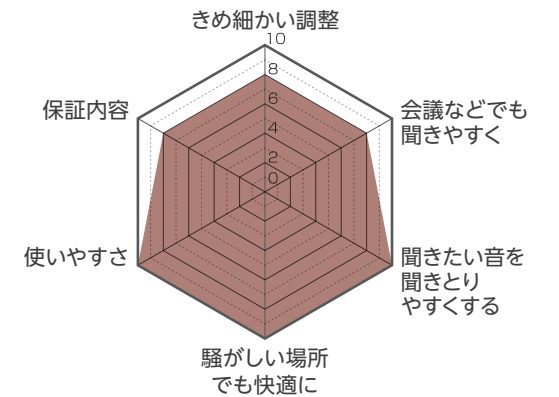 きめ細かい調整
10
8
6
4
2
0
会議などでも
聞きやすく
聞きたい音を
聞きとり
やすくする
騒がしい場所
でも快適に
使いやすさ
保証内容